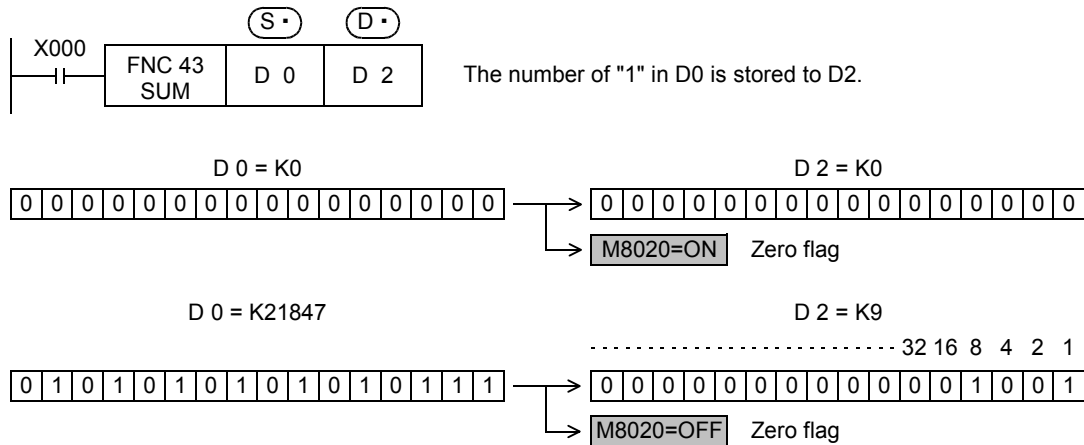 S· D·
X000
FNC 43 SUM D 0 D 2 The number of "1" in D0 is stored to D2.
D 0 = K0 D 2 = K0
0 0 0 0 0 0 0 0 0 0 0 0 0 0 0 0 0 0 0 0 0 0 0 0 0 0 0 0 0 0 0 0
M8020=ON Zero flag
D 0 = K21847 D 2 = K9
32 16 8 4 2 1
0 1 0 1 0 1 0 1 0 1 0 1 0 1 1 1 0 0 0 0 0 0 0 0 0 0 0 0 1 0 0 1
M8020=OFF Zero flag